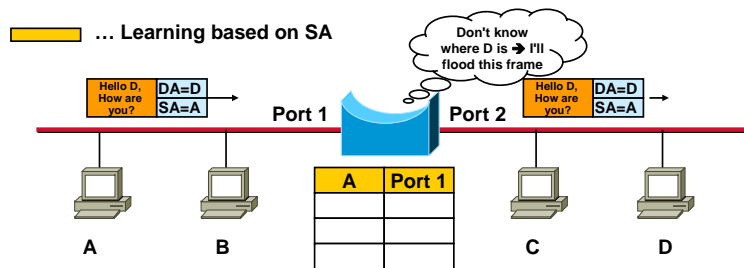 ... Learning based on SA
Don't know
where D is ➔ I'll
flood this frame
Hello D,
How are
you?
DA=D
SA=A
Port 1
Port 2
Hello D,
How are
you?
DA=D
SA=A
A Port 1
A
B
C
D